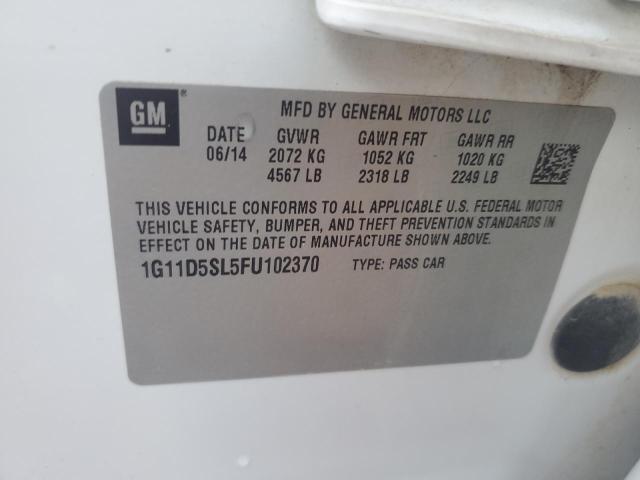 GM ®
MFD BY GENERAL MOTORS LLC
DATE GVWR GAWR FRT GAWR RR
06/14 2072 KG 1052 KG 1020 KG
4567 LB 2318 LB 2249 LB
THIS VEHICLE CONFORMS TO ALL APPLICABLE U.S. FEDERAL MOTOR
VEHICLE SAFETY, BUMPER, AND THEFT PREVENTION STANDARDS IN
EFFECT ON THE DATE OF MANUFACTURE SHOWN ABOVE.
1G11D5SL5FU102370 TYPE: PASS CAR